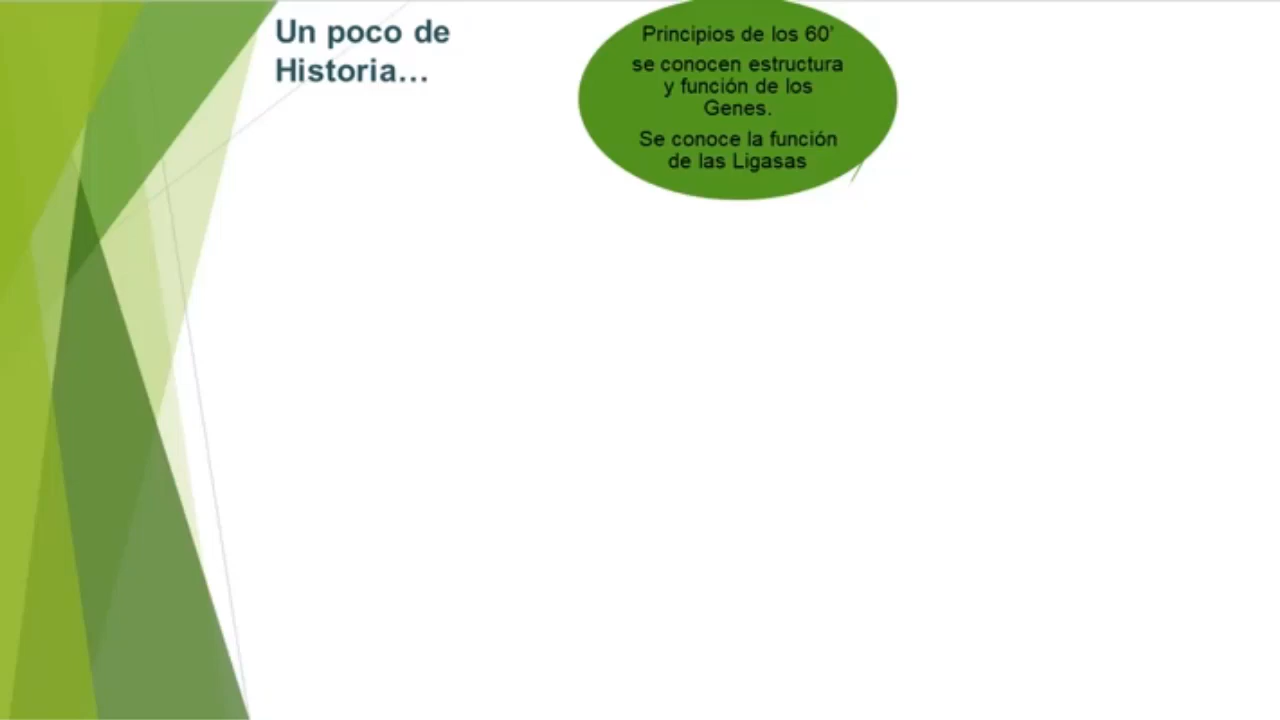 Un poco de
Historia...
Principios de los 60'
se conocen estructura
y función de los
Genes.
Se conoce la función
de las Ligasas